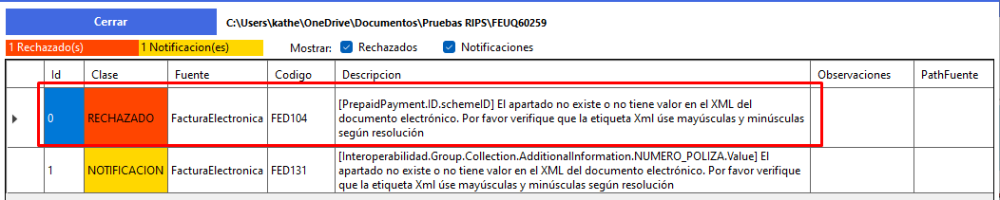 Cerrar C:\Users\kathe\OneDrive\Documentos\Pruebas RIPS\FEUQ60259
1 Rechazado(s) 1 Notificacion(es) Mostrar: Rechazados Notificaciones
Id Clase Fuente Codigo Descripcion Observaciones PathFuente
[PrepaidPayment.ID.schemeID] El apartado no existe o no tiene valor en el XML del
0 RECHAZADO FacturaElectronica FED104 documento electrónico. Por favor verifique que la etiqueta Xml úse mayúsculas y minúsculas
según resolución
[Interoperabilidad.Group.Collection.AdditionalInformation.NUMERO_POLIZA.Value] El
1 NOTIFICACION FacturaElectronica FED131 apartado no existe o no tiene valor en el XML del documento electrónico. Por favor verifique
que la etiqueta Xml úse mayúsculas y minúsculas según resolución